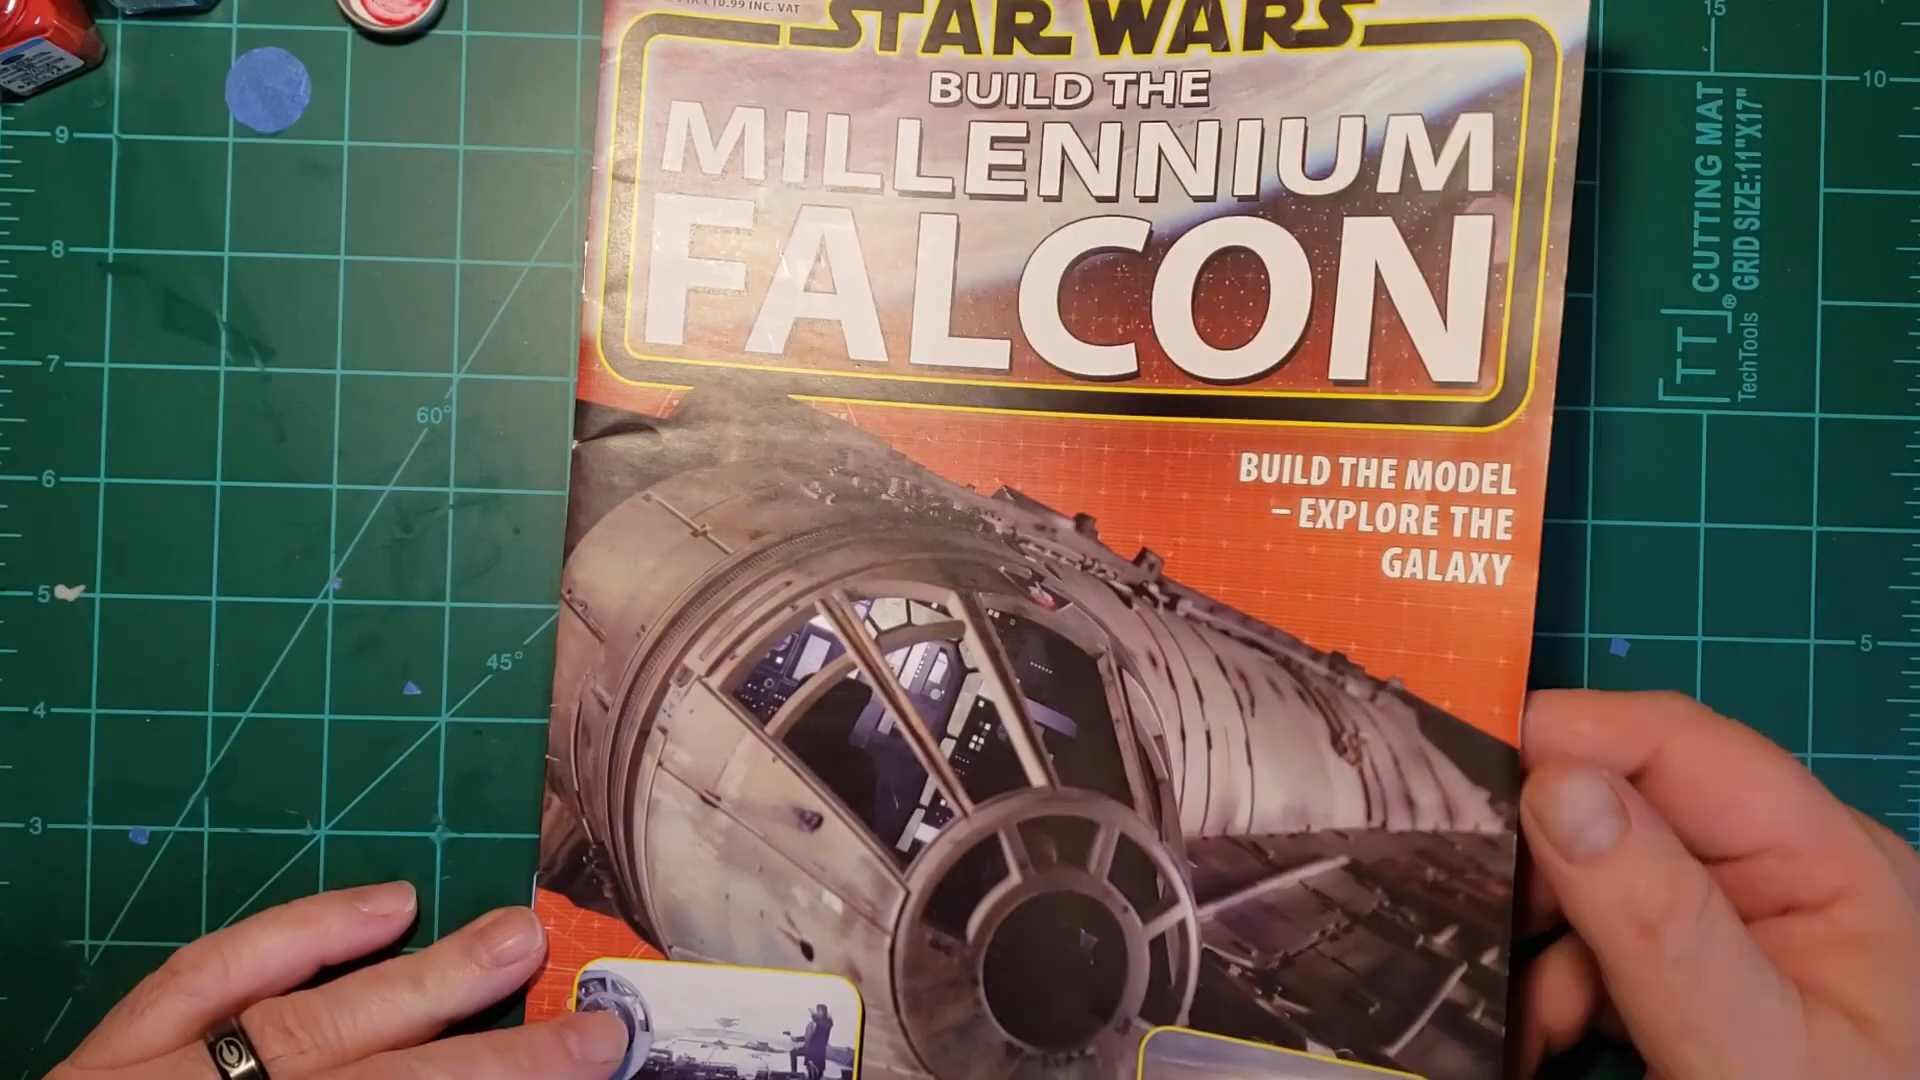 10.99 INC. VAT
STAR WARS
BUILD THE
MILLENNIUM
FALCON
BUILD THE MODEL
– EXPLORE THE
GALAXY
9
8
7
6
5
4
3
60°
45°
15
10
5
CUTTING MAT
GRID SIZE:11"X17"
TT
TechTools®
G